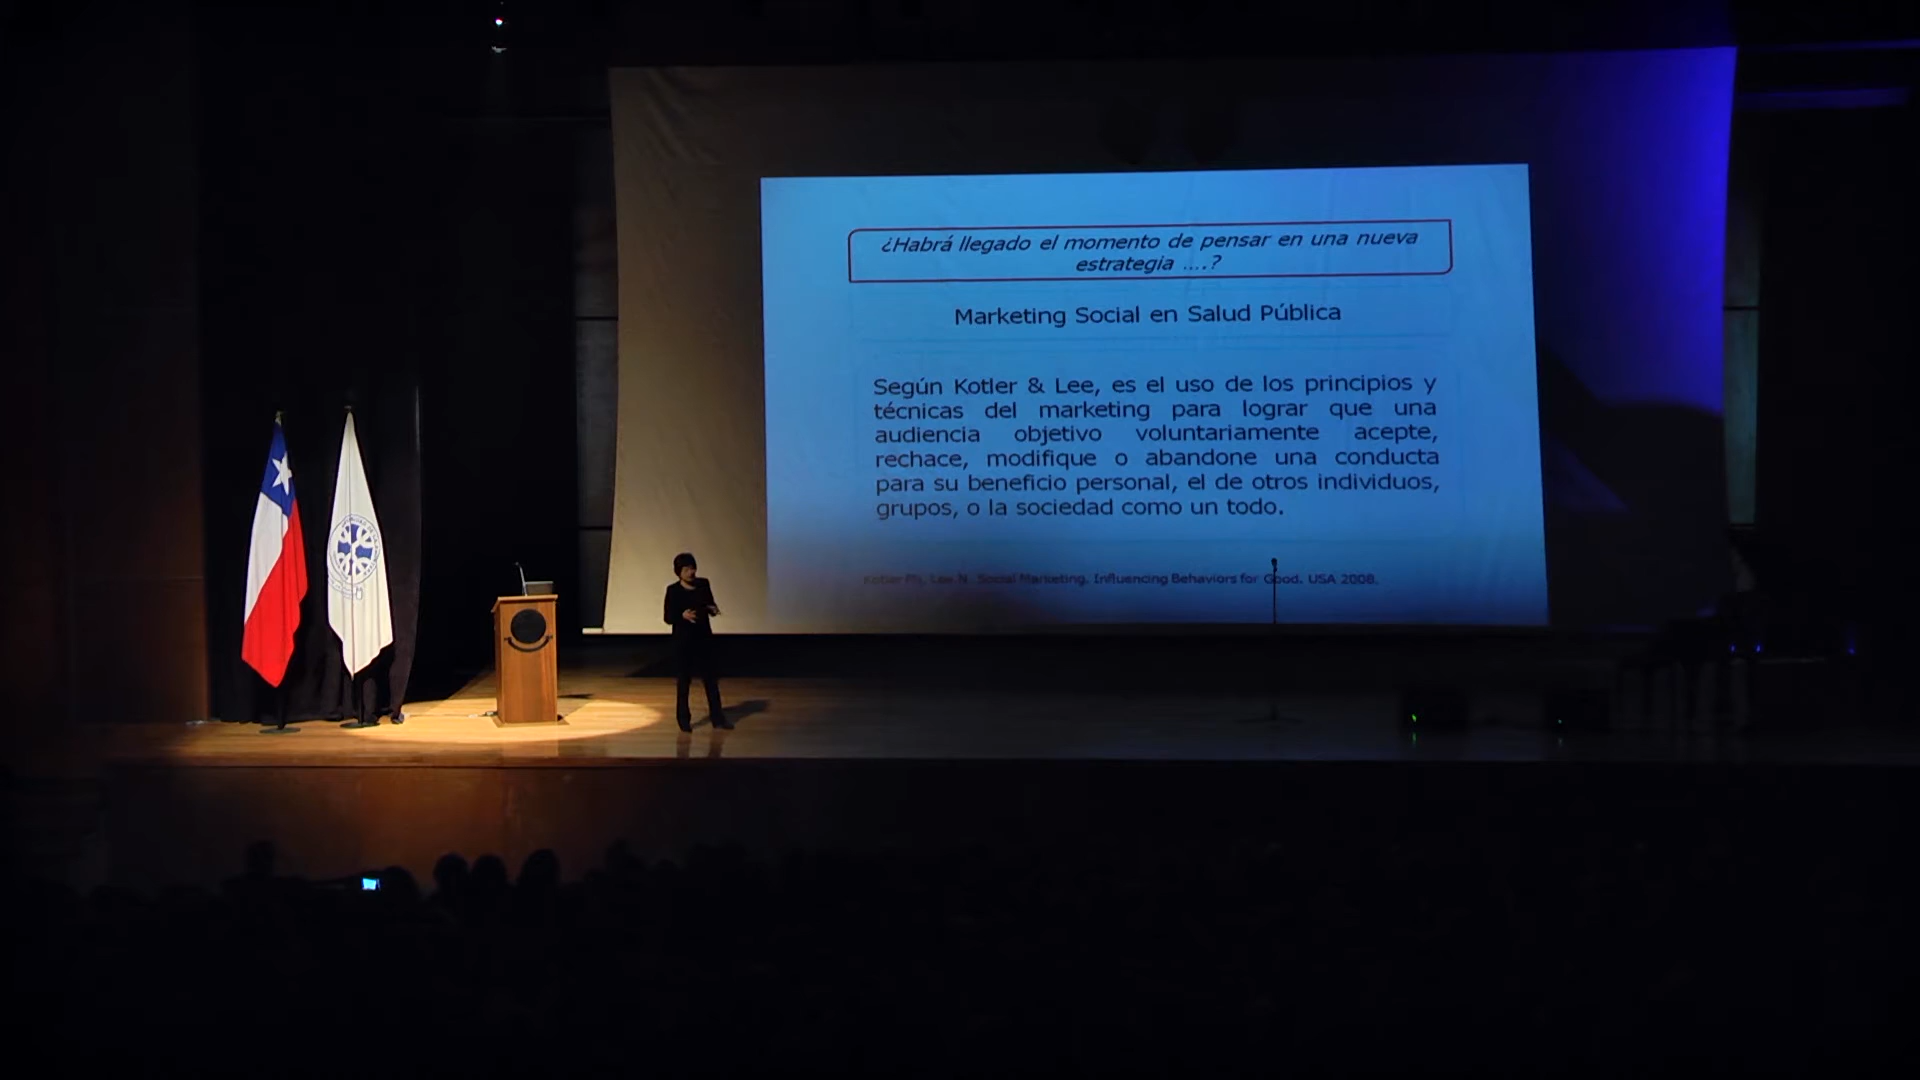 ¿Habrá llegado el momento de pensar en una nueva
estrategia ....?
Marketing Social en Salud Pública
Según Kotler & Lee, es el uso de los principios y
técnicas del marketing para lograr que una
audiencia objetivo voluntariamente acepte,
rechace, modifique o abandone una conducta
para su beneficio personal, el de otros individuos,
grupos, o la sociedad como un todo.
Kotler Ph, Lee N. Social Marketing. Influencing Behaviors for Good. USA 2008.